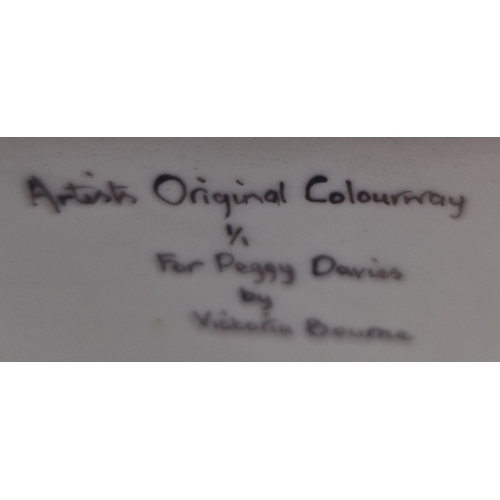 Artists Original Colourway
1/1
For Peggy Davies
by
Victoria Bourne